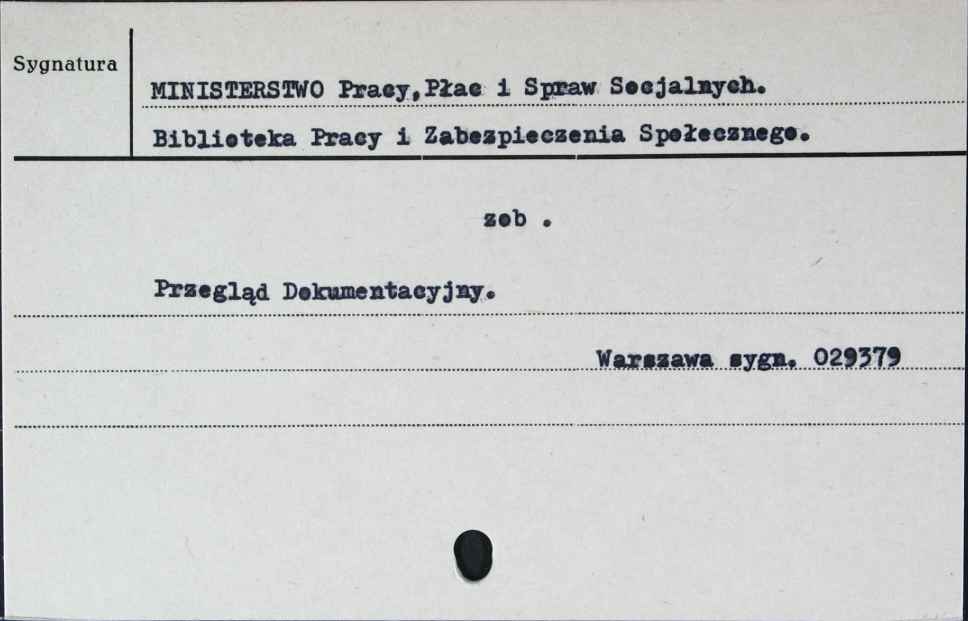 Sygnatura
MINISTERSTWO Pracy,Płac i Spraw Socjalnych.
Biblioteka Pracy i Zabezpieczenia Społecznego.
zob .
Przegląd Dokumentacyjny.
Warszawa sygn. 029379